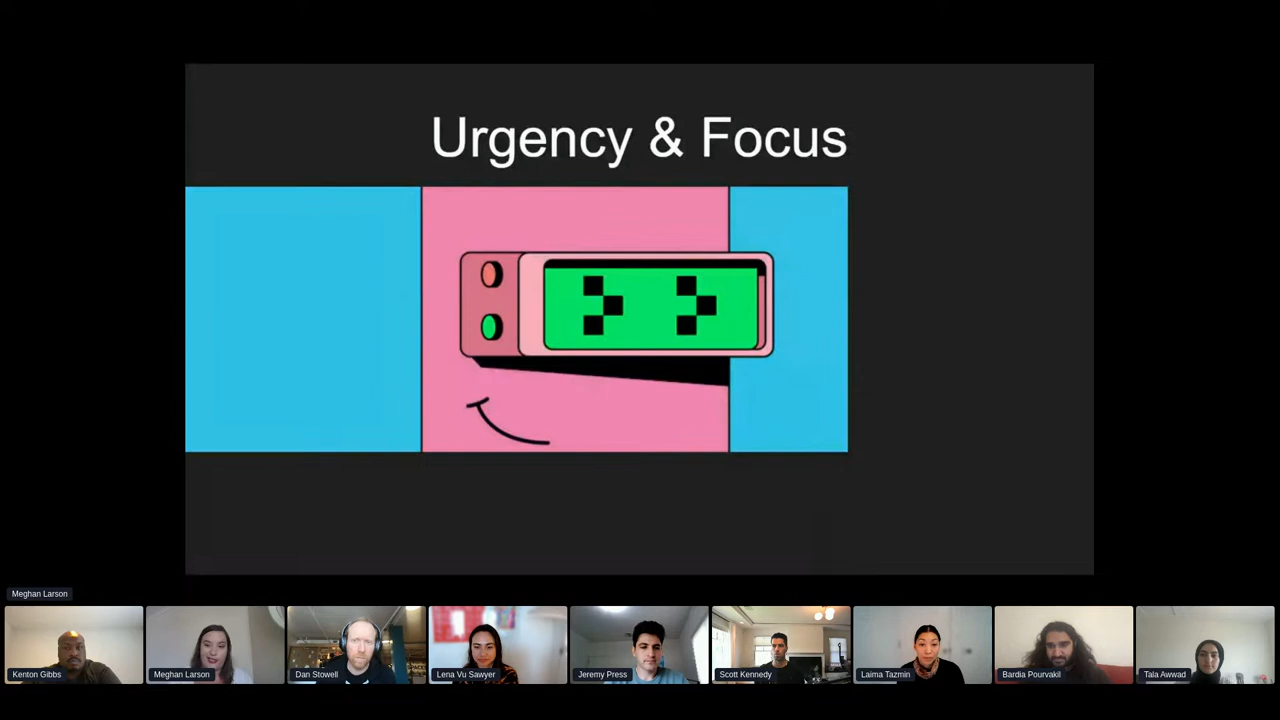 Urgency & Focus
Meghan Larson
Kenton Gibbs
Meghan Larson
Dan Stowell
Lena Vu Sawyer
Jeremy Press
Scott Kennedy
Laima Tazmin
Bardia Pourvakil
Tala Awwad